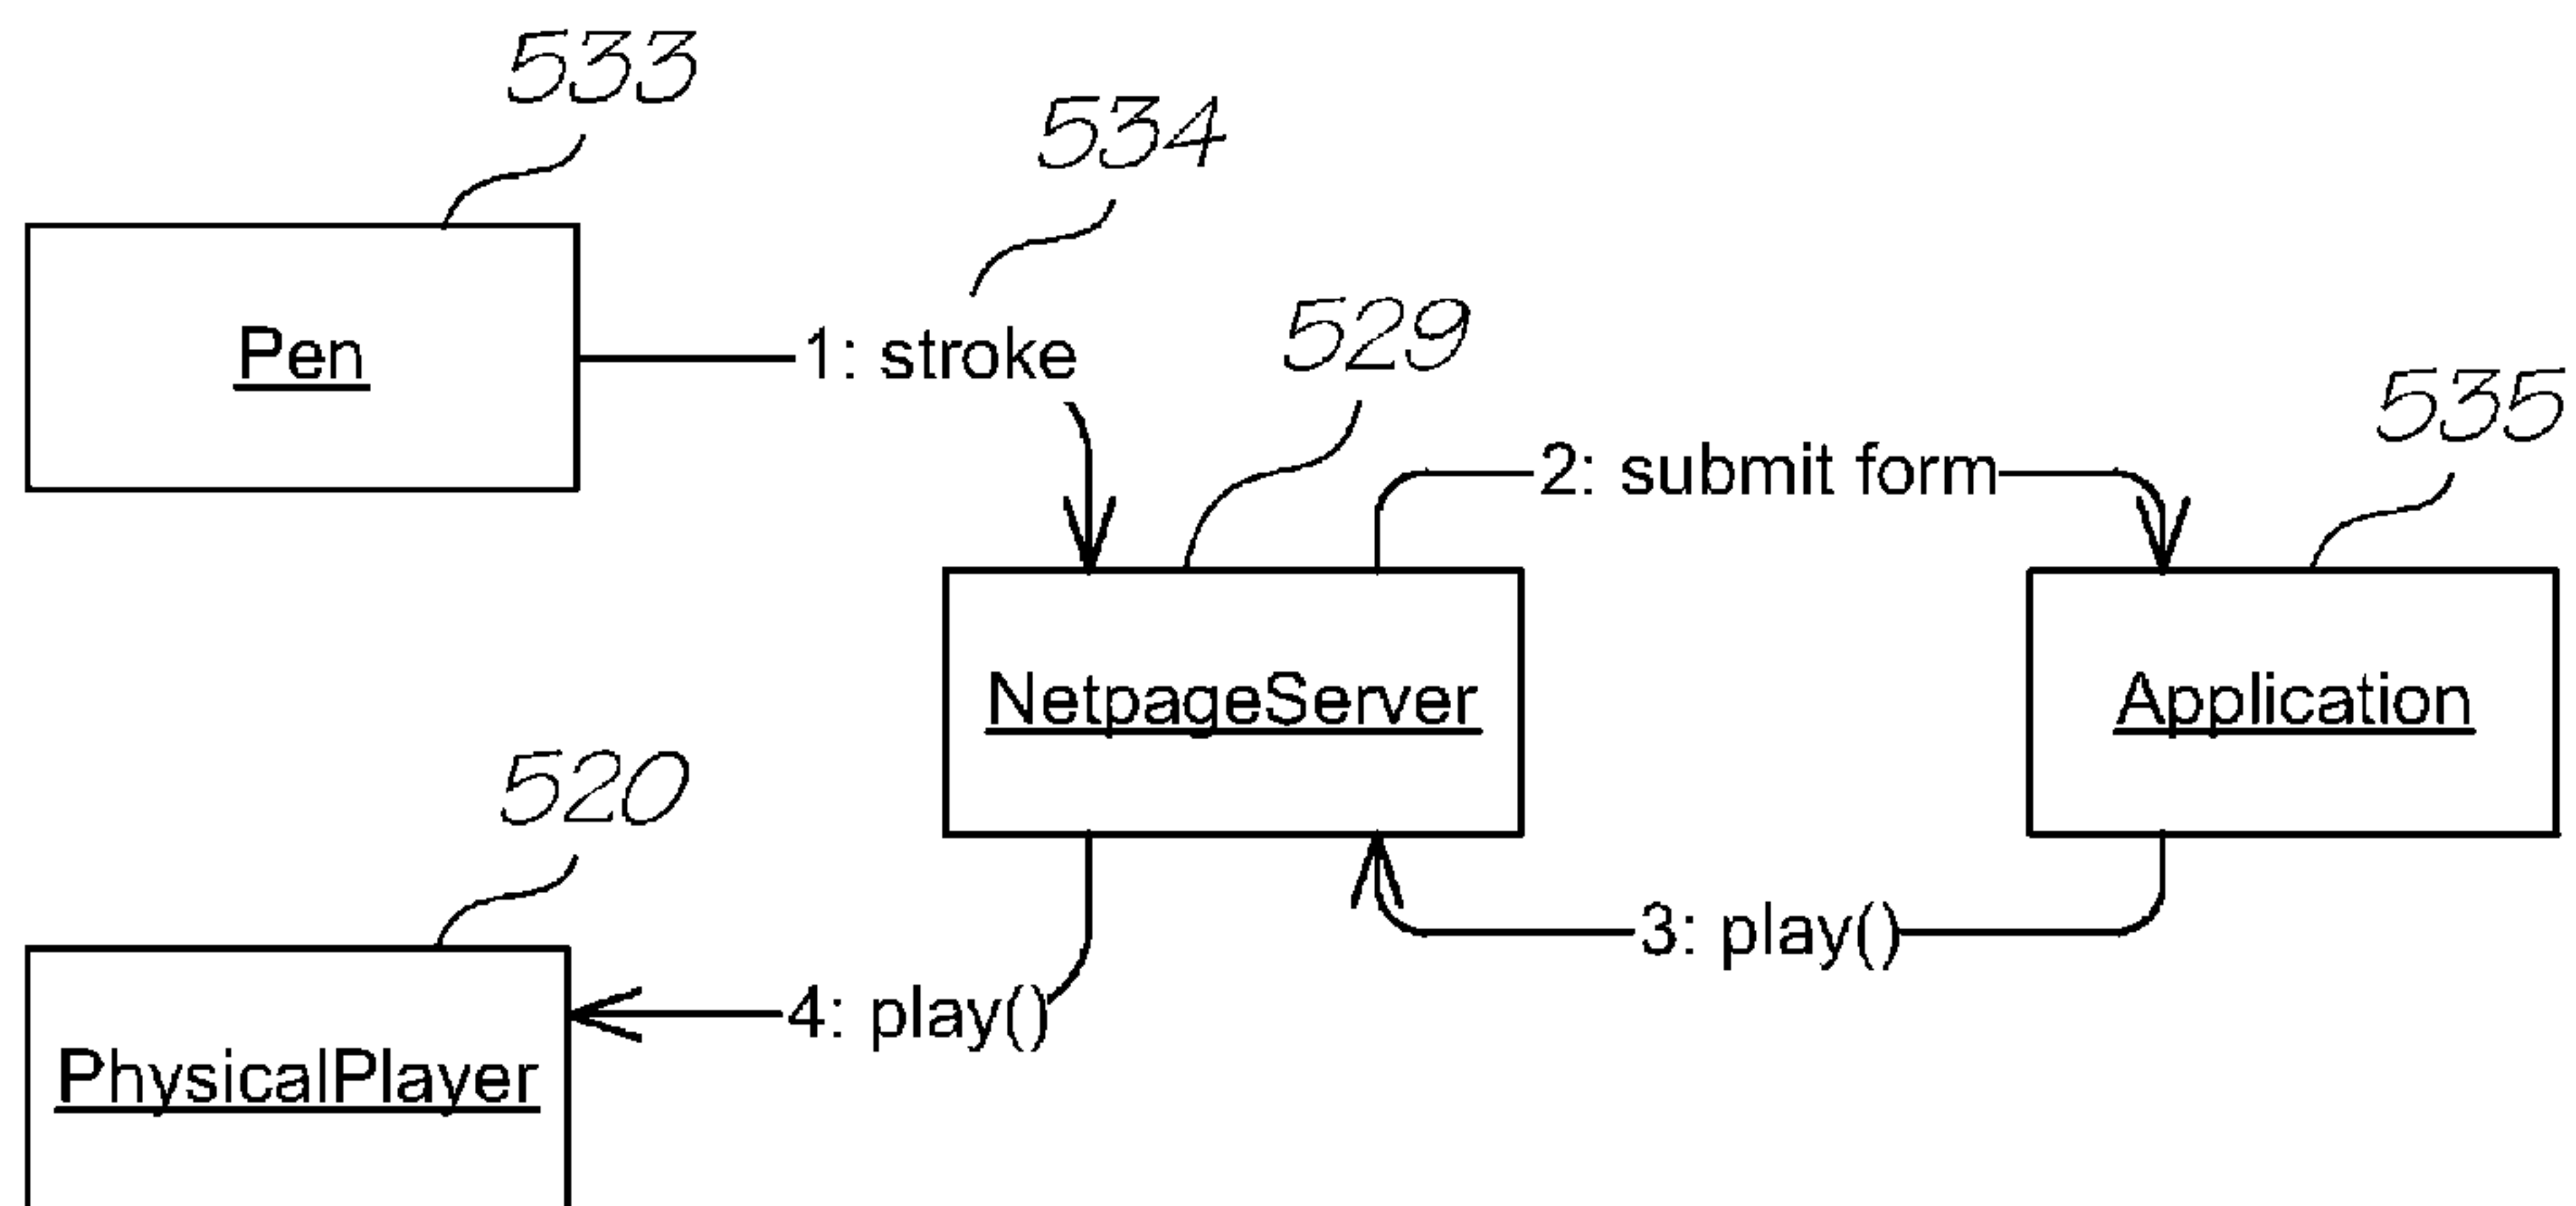 533
534
Pen
1: stroke
529
535
2: submit form
NetpageServer
Application
520
3: play()
4: play()
PhysicalPlayer